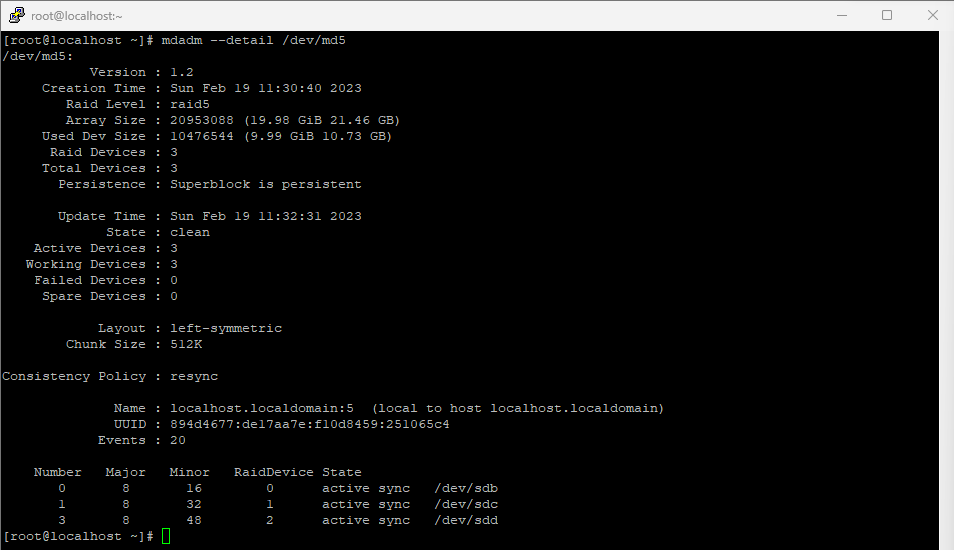 root@localhost:~
[root@localhost ~]# mdadm --detail /dev/md5
/dev/md5:
           Version : 1.2
     Creation Time : Sun Feb 19 11:30:40 2023
        Raid Level : raid5
        Array Size : 20953088 (19.98 GiB 21.46 GB)
     Used Dev Size : 10476544 (9.99 GiB 10.73 GB)
      Raid Devices : 3
     Total Devices : 3
       Persistence : Superblock is persistent

       Update Time : Sun Feb 19 11:32:31 2023
             State : clean
    Active Devices : 3
   Working Devices : 3
    Failed Devices : 0
     Spare Devices : 0

            Layout : left-symmetric
        Chunk Size : 512K

Consistency Policy : resync

              Name : localhost.localdomain:5  (local to host localhost.localdomain)
              UUID : 894d4677:de17aa7e:f10d8459:251065c4
            Events : 20

    Number   Major   Minor   RaidDevice State
       0       8       16        0      active sync   /dev/sdb
       1       8       32        1      active sync   /dev/sdc
       3       8       48        2      active sync   /dev/sdd
[root@localhost ~]#